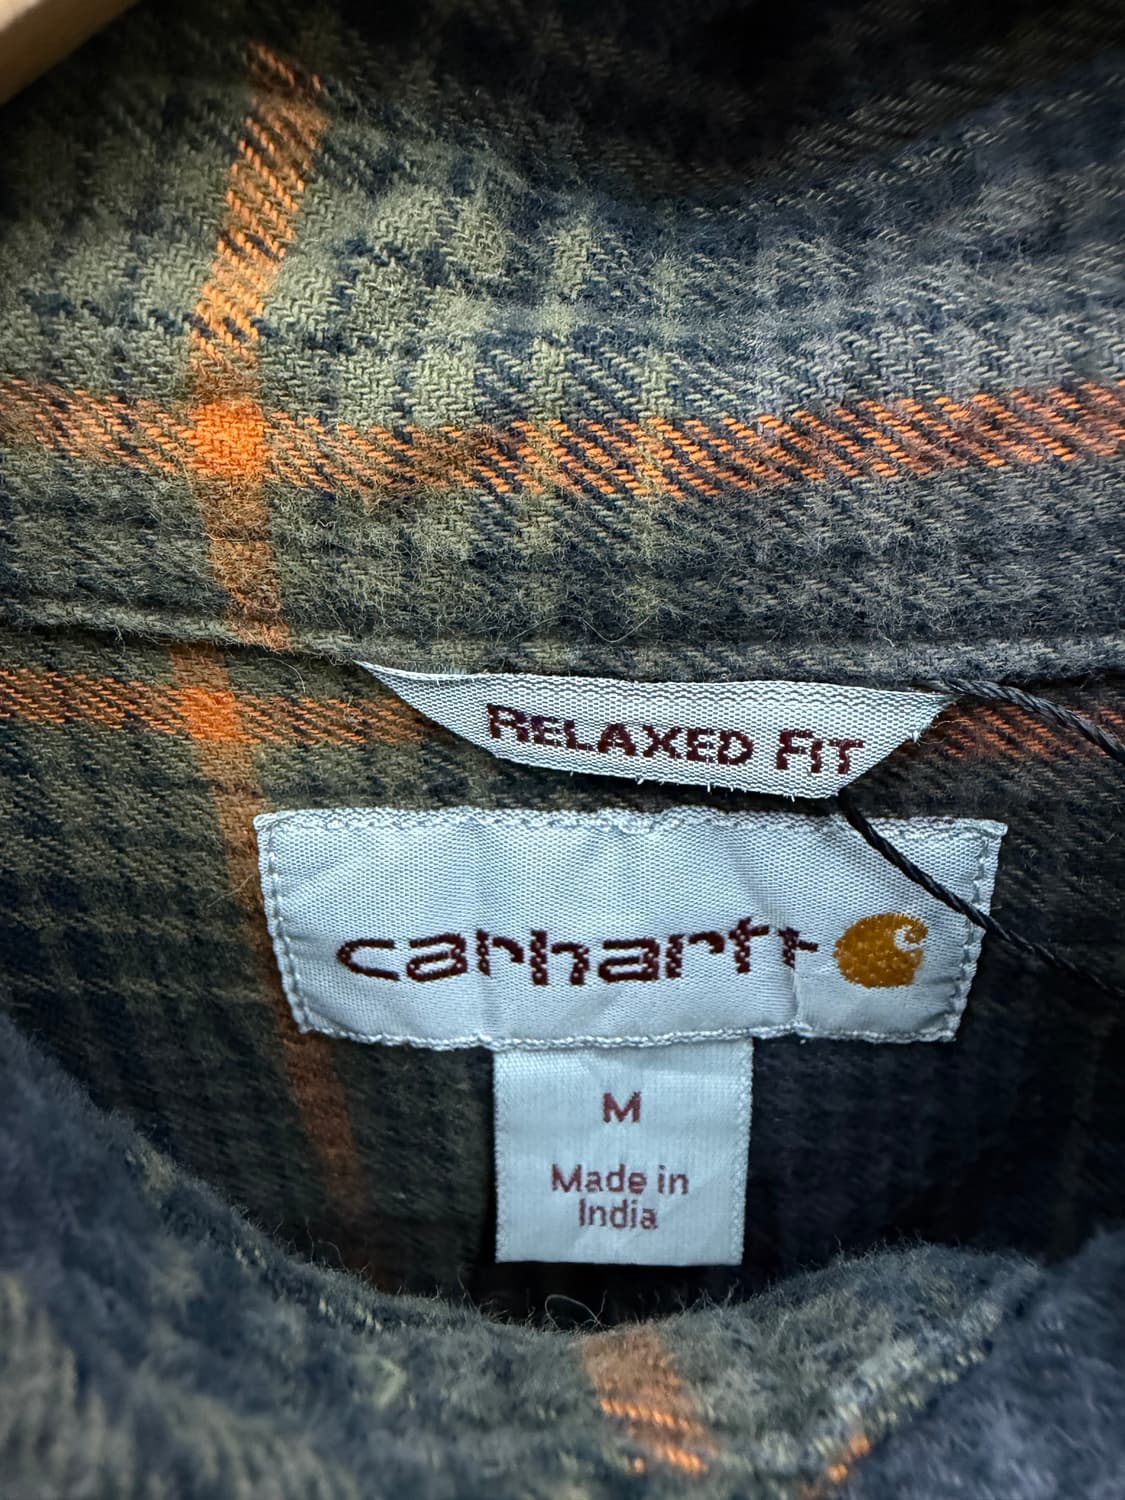 RELAXED FIT
carhartt
M
Made in
India